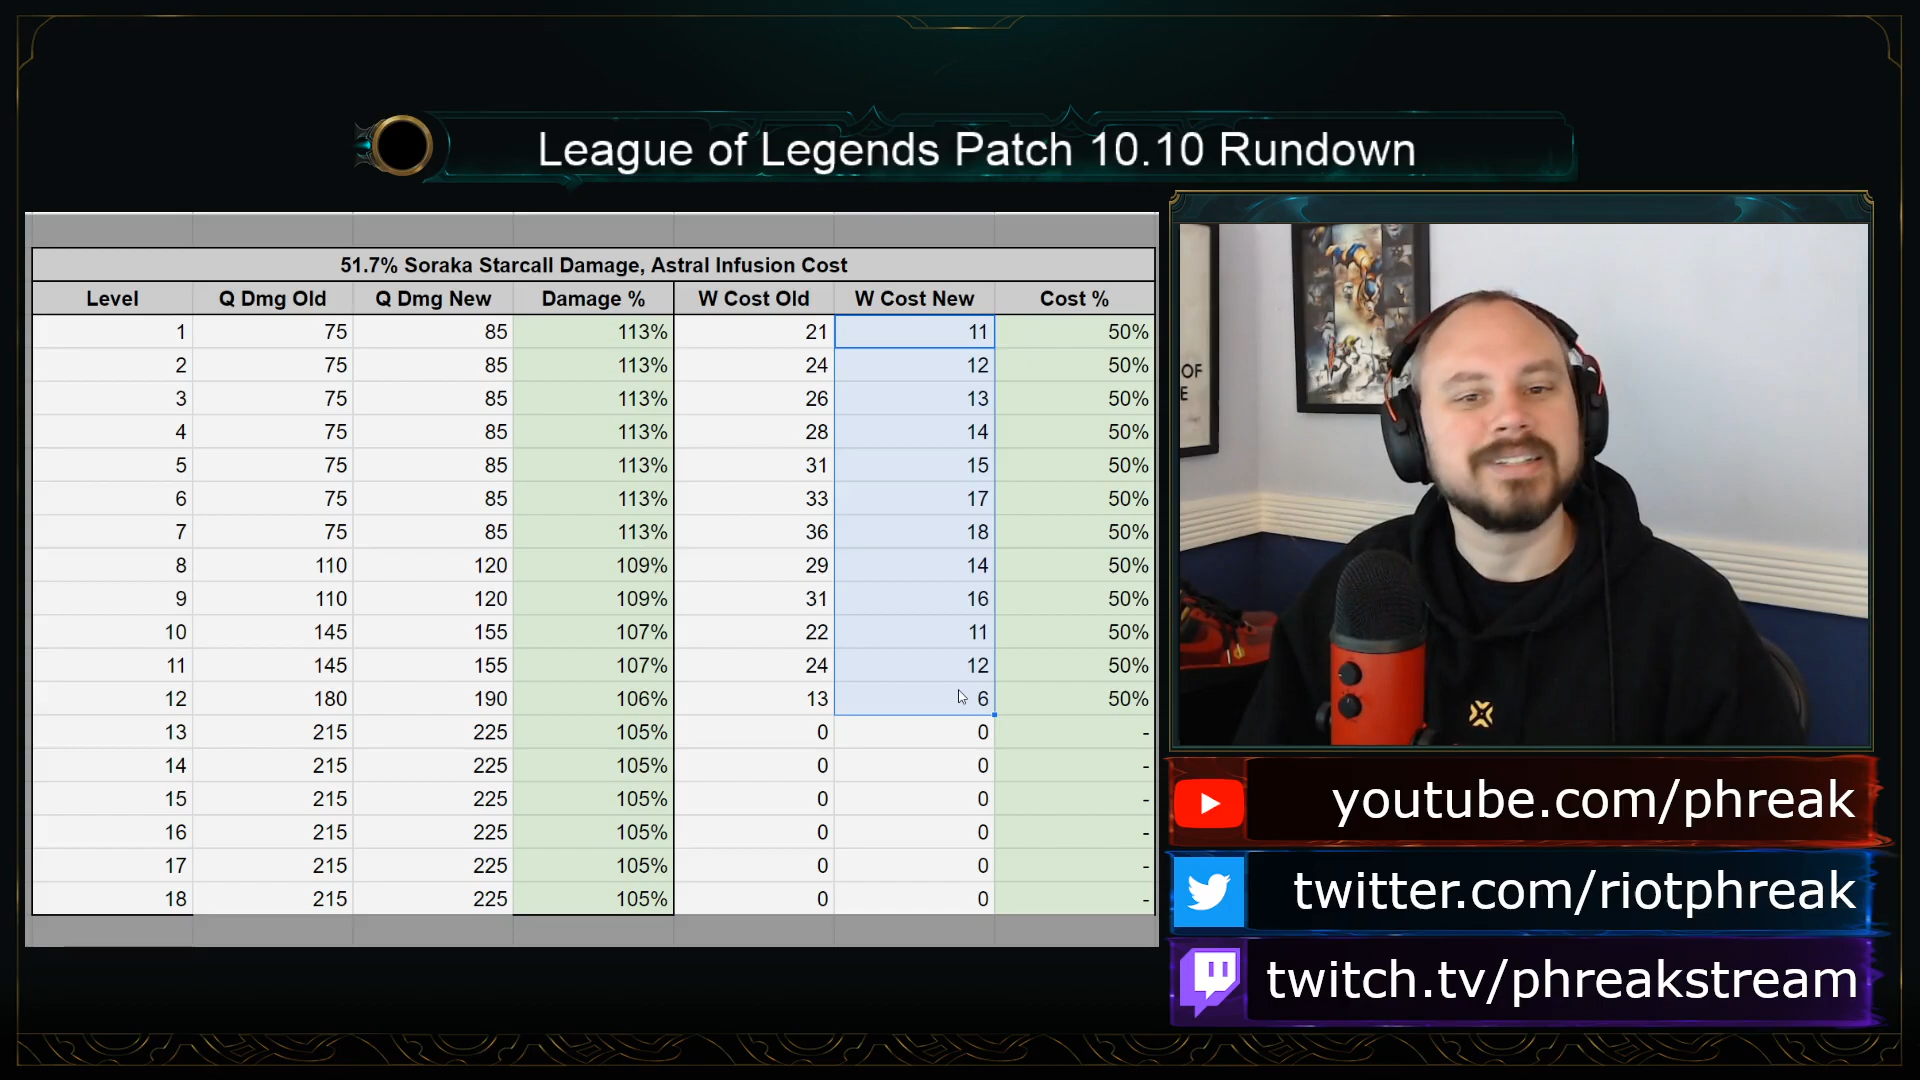 League of Legends Patch 10.10 Rundown
51.7% Soraka Starcall Damage, Astral Infusion Cost
Level Q Dmg Old Q Dmg New Damage % W Cost Old W Cost New Cost %
1 75 85 113% 21 11 50%
2 75 85 113% 24 12 50%
3 75 85 113% 26 13 50%
4 75 85 113% 28 14 50%
5 75 85 113% 31 15 50%
6 75 85 113% 33 17 50%
7 75 85 113% 36 18 50%
8 110 120 109% 29 14 50%
9 110 120 109% 31 16 50%
10 145 155 107% 22 11 50%
11 145 155 107% 24 12 50%
12 180 190 106% 13 6 50%
13 215 225 105% 0 0 -
14 215 225 105% 0 0 -
15 215 225 105% 0 0 -
16 215 225 105% 0 0 -
17 215 225 105% 0 0 -
18 215 225 105% 0 0 -
OF
E
youtube.com/phreak
twitter.com/riotphreak
twitch.tv/phreakstream